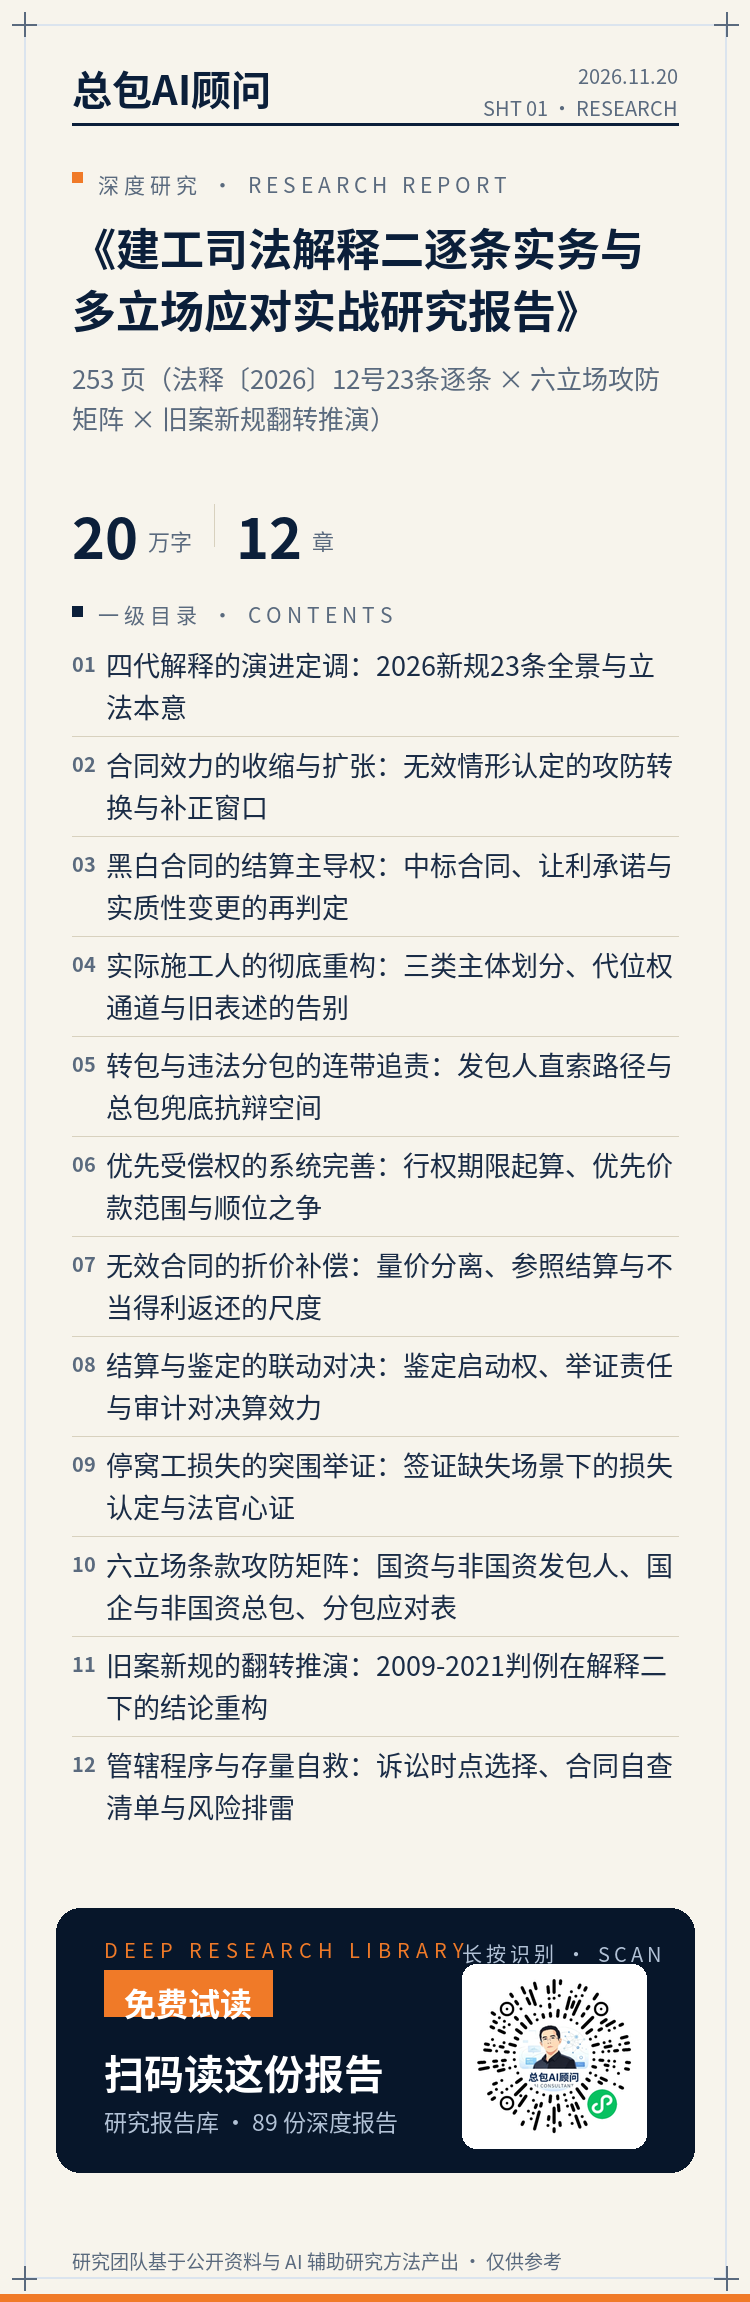 总包AI顾问
2026.11.20
SHT 01 · RESEARCH
深度研究 · RESEARCH REPORT
《建工司法解释二逐条实务与
多立场应对实战研究报告》
253 页（法释〔2026〕12号23条逐条 × 六立场攻防
矩阵 × 旧案新规翻转推演）
20 万字 12 章
一级目录 · CONTENTS
01 四代解释的演进定调：2026新规23条全景与立
法本意
02 合同效力的收缩与扩张：无效情形认定的攻防转
换与补正窗口
03 黑白合同的结算主导权：中标合同、让利承诺与
实质性变更的再判定
04 实际施工人的彻底重构：三类主体划分、代位权
通道与旧表述的告别
05 转包与违法分包的连带追责：发包人直索路径与
总包兜底抗辩空间
06 优先受偿权的系统完善：行权期限起算、优先价
款范围与顺位之争
07 无效合同的折价补偿：量价分离、参照结算与不
当得利返还的尺度
08 结算与鉴定的联动对决：鉴定启动权、举证责任
与审计对决算效力
09 停窝工损失的突围举证：签证缺失场景下的损失
认定与法官心证
10 六立场条款攻防矩阵：国资与非国资发包人、国
企与非国资总包、分包应对表
11 旧案新规的翻转推演：2009-2021判例在解释二
下的结论重构
12 管辖程序与存量自救：诉讼时点选择、合同自查
清单与风险排雷
DEEP RESEARCH LIBRARY
长按识别 · SCAN
免费试读
扫码读这份报告
研究报告库 · 89 份深度报告
总包AI顾问
AI CONSULTANT
研究团队基于公开资料与 AI 辅助研究方法产出 · 仅供参考